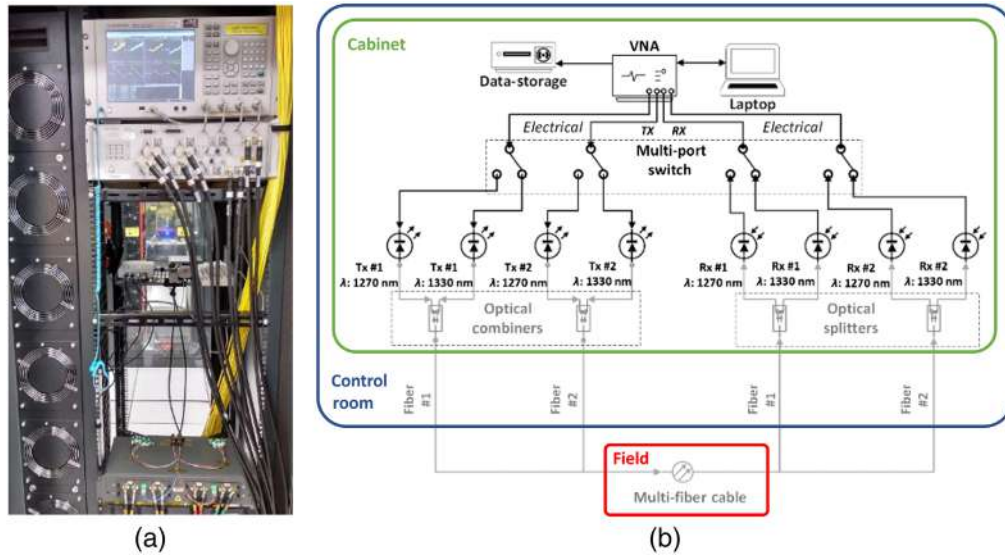 Cabinet
VNA
Data-storage
Laptop
Electrical
TX
RX
Electrical
Multi-port
switch
Tx #1
λ: 1270 nm
Tx #1
λ: 1330 nm
Tx #2
λ: 1270 nm
Tx #2
λ: 1330 nm
Rx #1
λ: 1270 nm
Rx #1
λ: 1330 nm
Rx #2
λ: 1270 nm
Rx #2
λ: 1330 nm
Optical
combiners
Optical
splitters
Control
room
Fiber
#1
Fiber
#2
Fiber
#1
Fiber
#2
Field
Multi-fiber cable
(a)
(b)